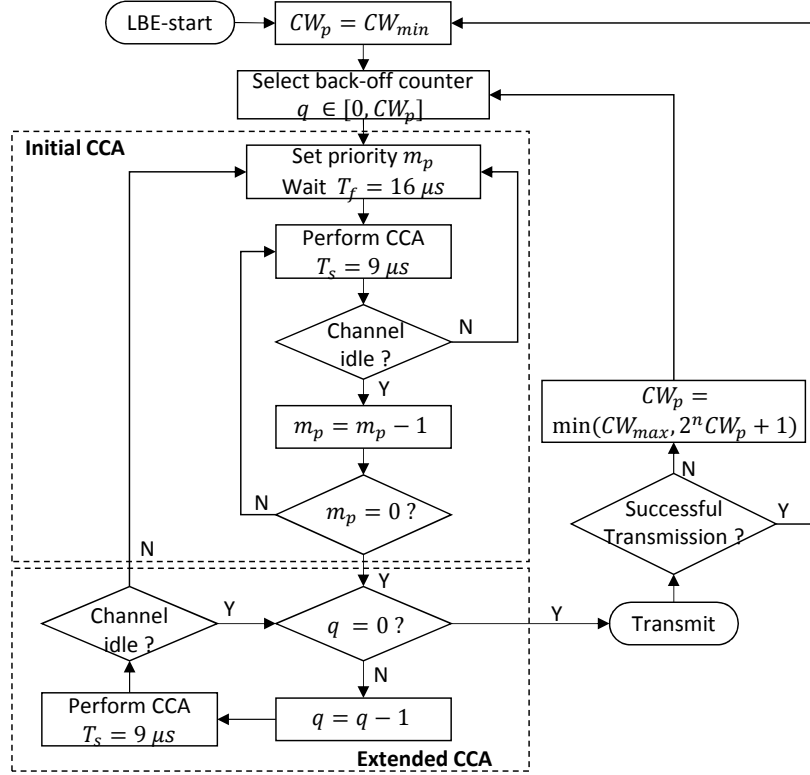 LBE-start
CW_p = CW_min
Select back-off counter
q ∈ [0, CW_p]
Initial CCA
Set priority m_p
Wait T_f = 16 μs
Perform CCA
T_s = 9 μs
Channel
idle ?
N
Y
m_p = m_p − 1
N
m_p = 0 ?
CW_p =
min(CW_max, 2^n CW_p + 1)
N
Successful
Transmission ?
Y
N
Y
Channel
idle ?
Y
q = 0 ?
Y
Transmit
N
Perform CCA
T_s = 9 μs
q = q − 1
Extended CCA